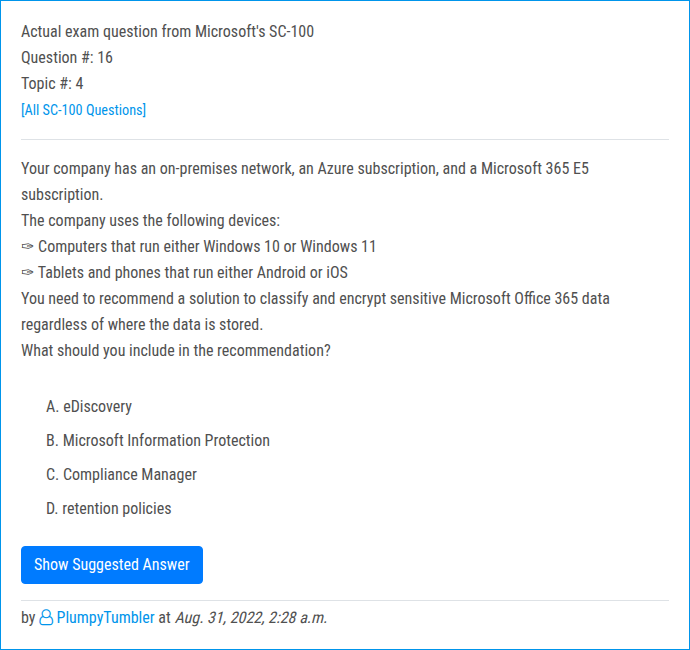 Actual exam question from Microsoft's SC-100
Question #: 16
Topic #: 4
[All SC-100 Questions]
Your company has an on-premises network, an Azure subscription, and a Microsoft 365 E5
subscription.
The company uses the following devices:
✑ Computers that run either Windows 10 or Windows 11
✑ Tablets and phones that run either Android or iOS
You need to recommend a solution to classify and encrypt sensitive Microsoft Office 365 data
regardless of where the data is stored.
What should you include in the recommendation?
A. eDiscovery
B. Microsoft Information Protection
C. Compliance Manager
D. retention policies
Show Suggested Answer
by PlumpyTumbler at Aug. 31, 2022, 2:28 a.m.